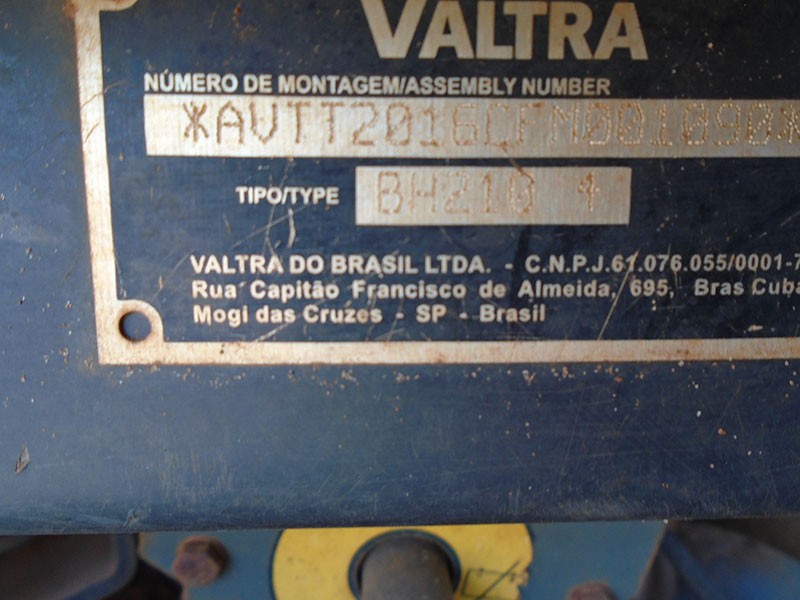 VALTRA
NÚMERO DE MONTAGEM/ASSEMBLY NUMBER
*AVTT2016CFM001090*
TIPO/TYPE BH210 4
VALTRA DO BRASIL LTDA. - C.N.P.J.61.076.055/0001-7
Rua Capitão Francisco de Almeida, 695, Bras Cuba
Mogi das Cruzes - SP - Brasil